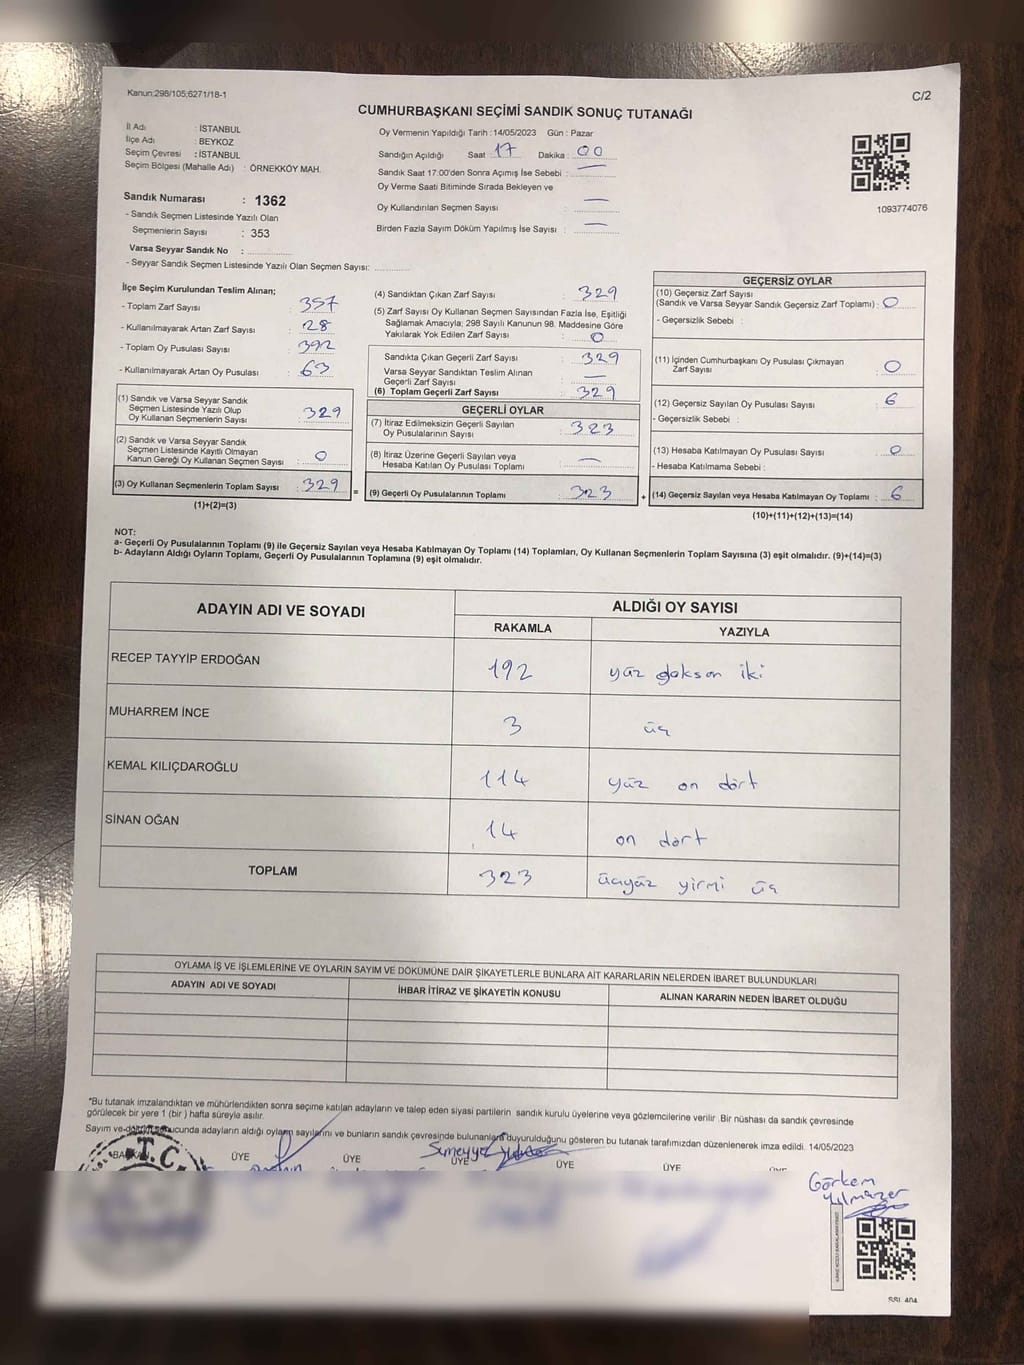 Kanun:298/105;6271/18-1
C/2
CUMHURBAŞKANI SEÇİMİ SANDIK SONUÇ TUTANAĞI
İl Adı : İSTANBUL
İlçe Adı : BEYKOZ
Seçim Çevresi : İSTANBUL
Seçim Bölgesi (Mahalle Adı) : ÖRNEKKÖY MAH.
Sandık Numarası : 1362
- Sandık Seçmen Listesinde Yazılı Olan
Seçmenlerin Sayısı : 353
Varsa Seyyar Sandık No :
- Seyyar Sandık Seçmen Listesinde Yazılı Olan Seçmen Sayısı:
Oy Vermenin Yapıldığı Tarih : 14/05/2023 Gün : Pazar
Sandığın Açıldığı Saat : 17 Dakika : 00
Sandık Saat 17:00'den Sonra Açımış İse Sebebi : —
Oy Verme Saati Bitiminde Sırada Bekleyen ve
Oy Kullandırılan Seçmen Sayısı : —
Birden Fazla Sayım Döküm Yapılmış İse Sayısı : —
1093774076
İlçe Seçim Kurulundan Teslim Alınan;
- Toplam Zarf Sayısı : 357
- Kullanılmayarak Artan Zarf Sayısı : 28
- Toplam Oy Pusulası Sayısı : 392
- Kullanılmayarak Artan Oy Pusulası : 63
(1) Sandık ve Varsa Seyyar Sandık
Seçmen Listesinde Yazılı Olup
Oy Kullanan Seçmenlerin Sayısı : 329
(2) Sandık ve Varsa Seyyar Sandık
Seçmen Listesinde Kayıtlı Olmayan
Kanun Gereği Oy Kullanan Seçmen Sayısı : 0
(3) Oy Kullanan Seçmenlerin Toplam Sayısı : 329
(1)+(2)=(3)
=
(4) Sandıktan Çıkan Zarf Sayısı : 329
(5) Zarf Sayısı Oy Kullanan Seçmen Sayısından Fazla İse, Eşitliği
Sağlamak Amacıyla; 298 Sayılı Kanunun 98. Maddesine Göre
Yakılarak Yok Edilen Zarf Sayısı : 0
Sandıkta Çıkan Geçerli Zarf Sayısı : 329
Varsa Seyyar Sandıktan Teslim Alınan
Geçerli Zarf Sayısı : —
(6) Toplam Geçerli Zarf Sayısı : 329
GEÇERLİ OYLAR
(7) İtiraz Edilmeksizin Geçerli Sayılan
Oy Pusulalarının Sayısı : 323
(8) İtiraz Üzerine Geçerli Sayılan veya
Hesaba Katılan Oy Pusulası Toplamı : —
(9) Geçerli Oy Pusulalarının Toplamı : 323
+
GEÇERSİZ OYLAR
(10) Geçersiz Zarf Sayısı
(Sandık ve Varsa Seyyar Sandık Geçersiz Zarf Toplamı) : 0
- Geçersizlik Sebebi :
(11) İçinden Cumhurbaşkanı Oy Pusulası Çıkmayan
Zarf Sayısı : 0
(12) Geçersiz Sayılan Oy Pusulası Sayısı : 6
- Geçersizlik Sebebi :
(13) Hesaba Katılmayan Oy Pusulası Sayısı : 0
- Hesaba Katılmama Sebebi :
(14) Geçersiz Sayılan veya Hesaba Katılmayan Oy Toplamı : 6
(10)+(11)+(12)+(13)=(14)
NOT:
a- Geçerli Oy Pusulalarının Toplamı (9) ile Geçersiz Sayılan veya Hesaba Katılmayan Oy Toplamı (14) Toplamları, Oy Kullanan Seçmenlerin Toplam Sayısına (3) eşit olmalıdır. (9)+(14)=(3)
b- Adayların Aldığı Oyların Toplamı, Geçerli Oy Pusulalarının Toplamına (9) eşit olmalıdır.
ADAYIN ADI VE SOYADI ALDIĞI OY SAYISI
RAKAMLA YAZIYLA
RECEP TAYYİP ERDOĞAN 192 yüz doksan iki
MUHARREM İNCE 3 üç
KEMAL KILIÇDAROĞLU 114 yüz on dört
SİNAN OĞAN 14 on dört
TOPLAM 323 üçyüz yirmi üç
OYLAMA İŞ VE İŞLEMLERİNE VE OYLARIN SAYIM VE DÖKÜMÜNE DAİR ŞİKAYETLERLE BUNLARA AİT KARARLARIN NELERDEN İBARET BULUNDUKLARI
ADAYIN ADI VE SOYADI İHBAR İTİRAZ VE ŞİKAYETİN KONUSU ALINAN KARARIN NEDEN İBARET OLDUĞU
*Bu tutanak imzalandıktan ve mühürlendikten sonra seçime katılan adayların ve talep eden siyasi partilerin sandık kurulu üyelerine veya gözlemcilerine verilir .Bir nüshası da sandık çevresinde
görülecek bir yere 1 (bir ) hafta süreyle asılır.
Sayım ve döküm sonucunda adayların aldığı oyların sayılarını ve bunların sandık çevresinde bulunanlara duyurulduğunu gösteren bu tutanak tarafımızdan düzenlenerek imza edildi. 14/05/2023
BAŞKAN ÜYE ÜYE ÜYE ÜYE ÜYE
T.C.
Sümeyye
Görkem
Yılmazer